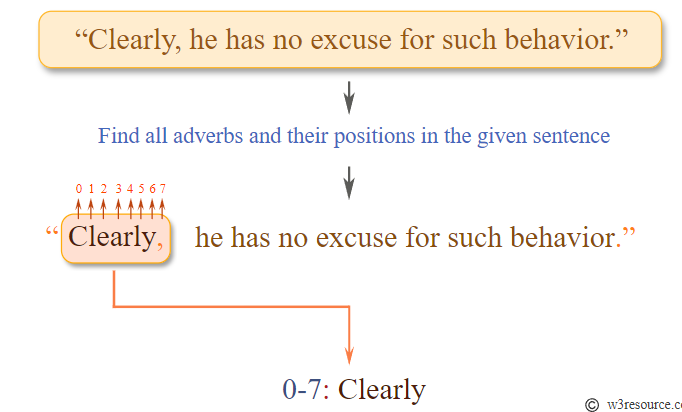 “Clearly, he has no excuse for such behavior.”
Find all adverbs and their positions in the given sentence
0 1 2 3 4 5 6 7
“ Clearly, he has no excuse for such behavior.”
0-7: Clearly
© w3resource.c